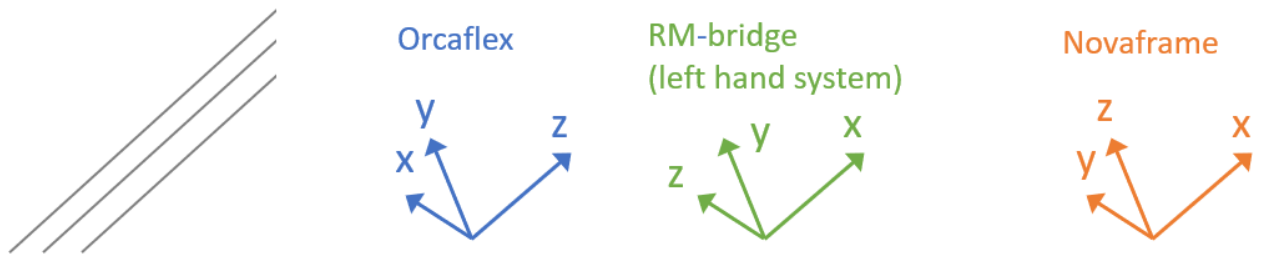 Orcaflex
y
z
x
RM-bridge
(left hand system)
y
x
z
Novaframe
z
x
y